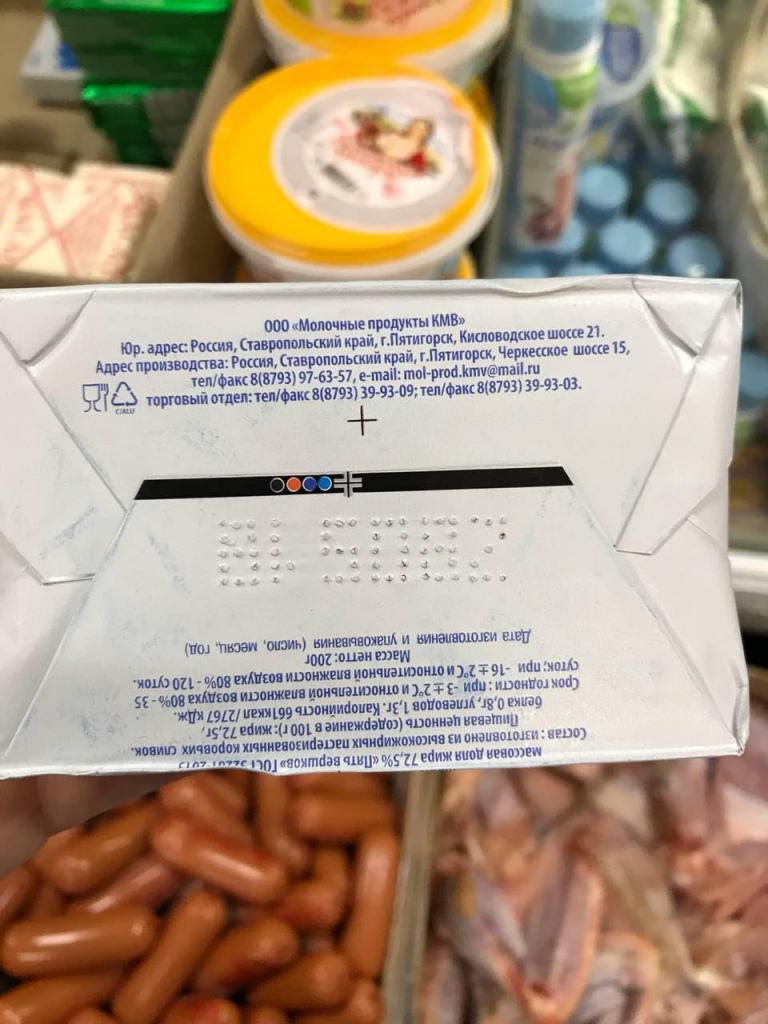 ООО «Молочные продукты КМВ»
Юр. адрес: Россия, Ставропольский край, г.Пятигорск, Кисловодское шоссе 21.
Адрес производства: Россия, Ставропольский край, г.Пятигорск, Черкесское шоссе 15,
тел/факс 8(8793) 97-63-57, e-mail: mol-prod.kmv@mail.ru
торговый отдел: тел/факс 8(8793) 39-93-09; тел/факс 8(8793) 39-93-03.
C/ALU
массовая доля жира 72,5% «Пять вершков» ГОСТ
Состав : изготовлено из высокожирных пастеризованных коровьих сливок
Пищевая ценность (содержание в 100 г): жира 72,5г,
белка 0,8г, углеводов 1,3г. Калорийность 661ккал /2767 кДж.
Срок годности : при -3 ± 2°С и относительной влажности воздуха 80% - 35
суток; при -16 ± 2°С и относительной влажности воздуха 80% - 120 суток.
Масса нетто: 200г
Дата изготовления и упаковывания (число, месяц, год)